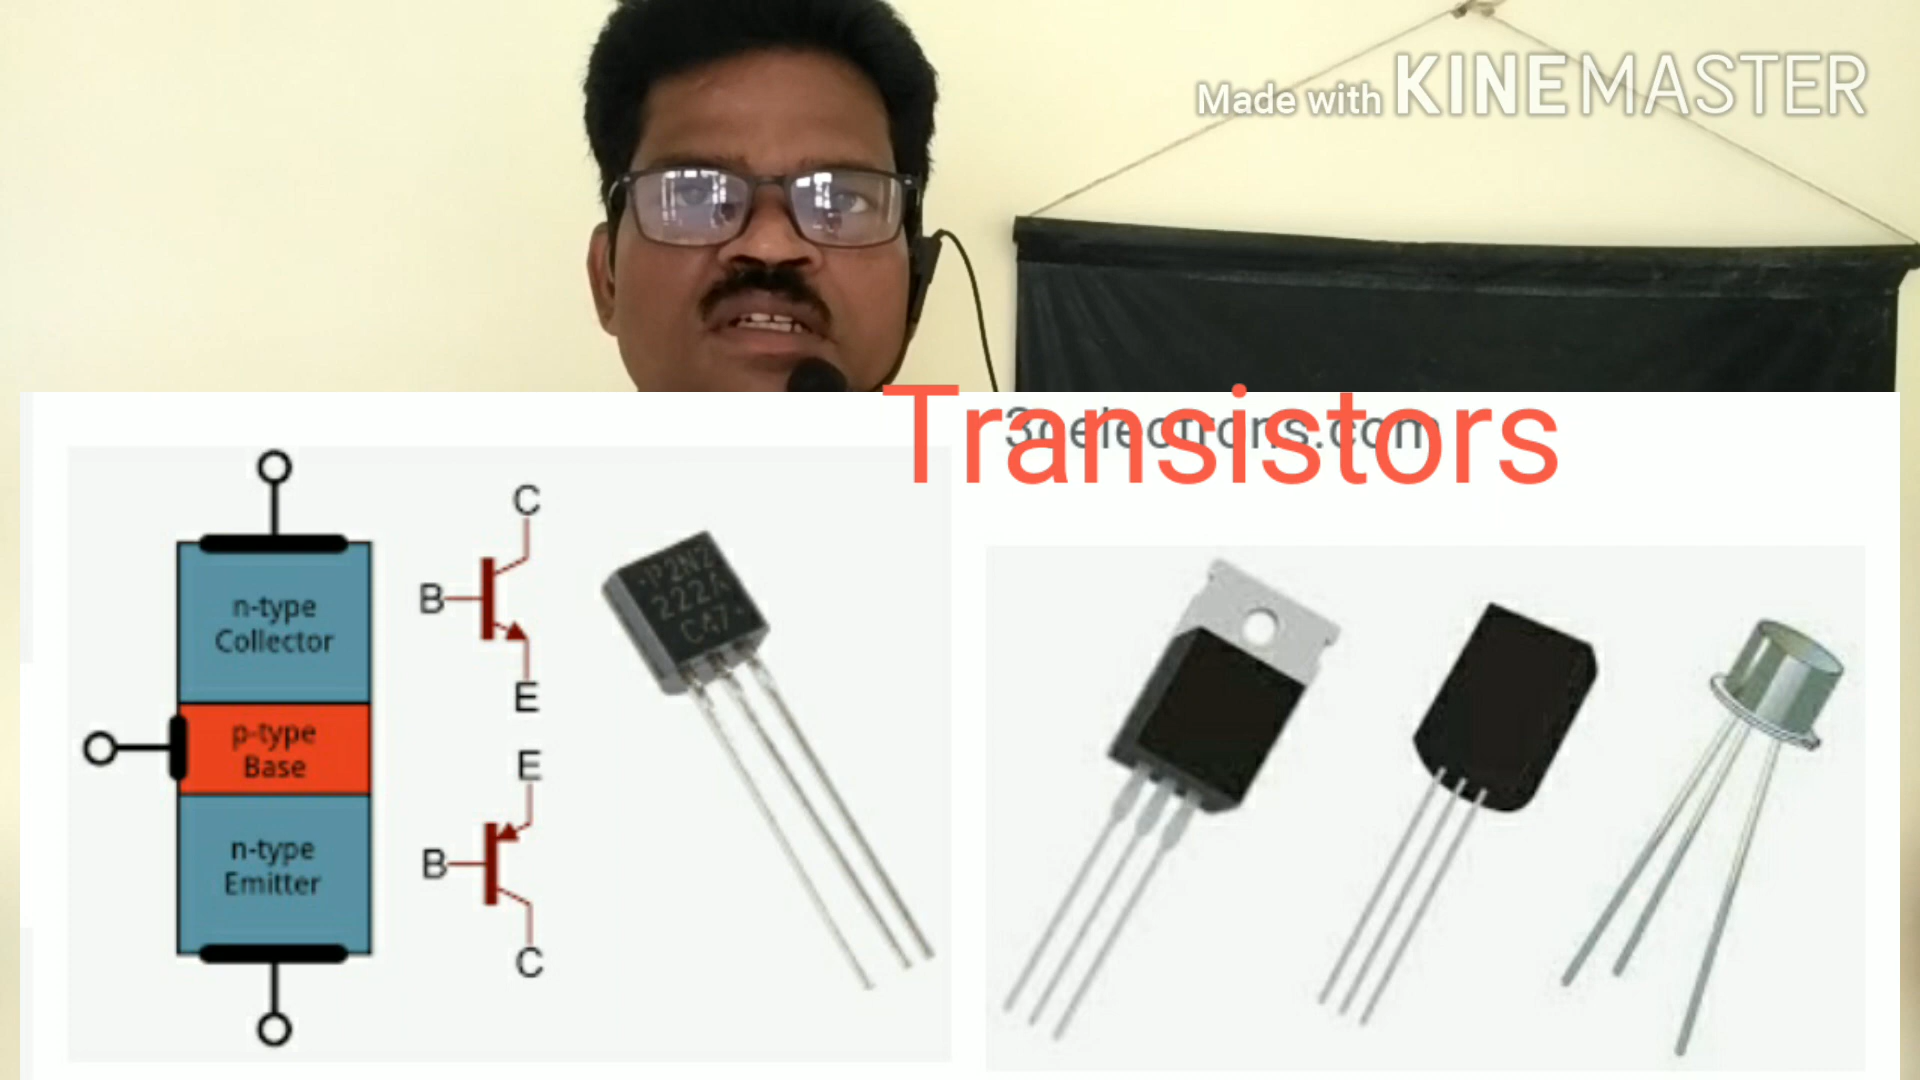 Made with KINEMASTER
Transistors
n-type
Collector
p-type
Base
n-type
Emitter
C
B
E
E
B
C
P2N2
222A